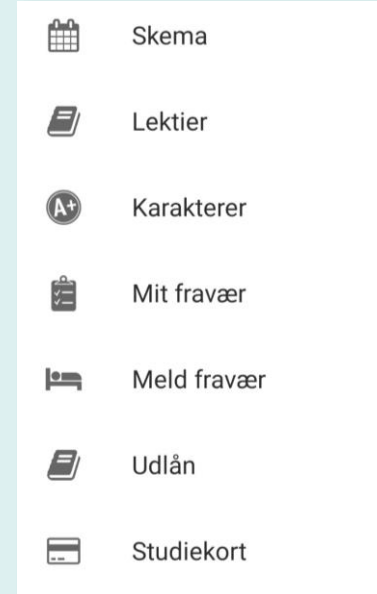 Skema
Lektier
A+
Karakterer
Mit fravær
Meld fravær
Udlån
Studiekort